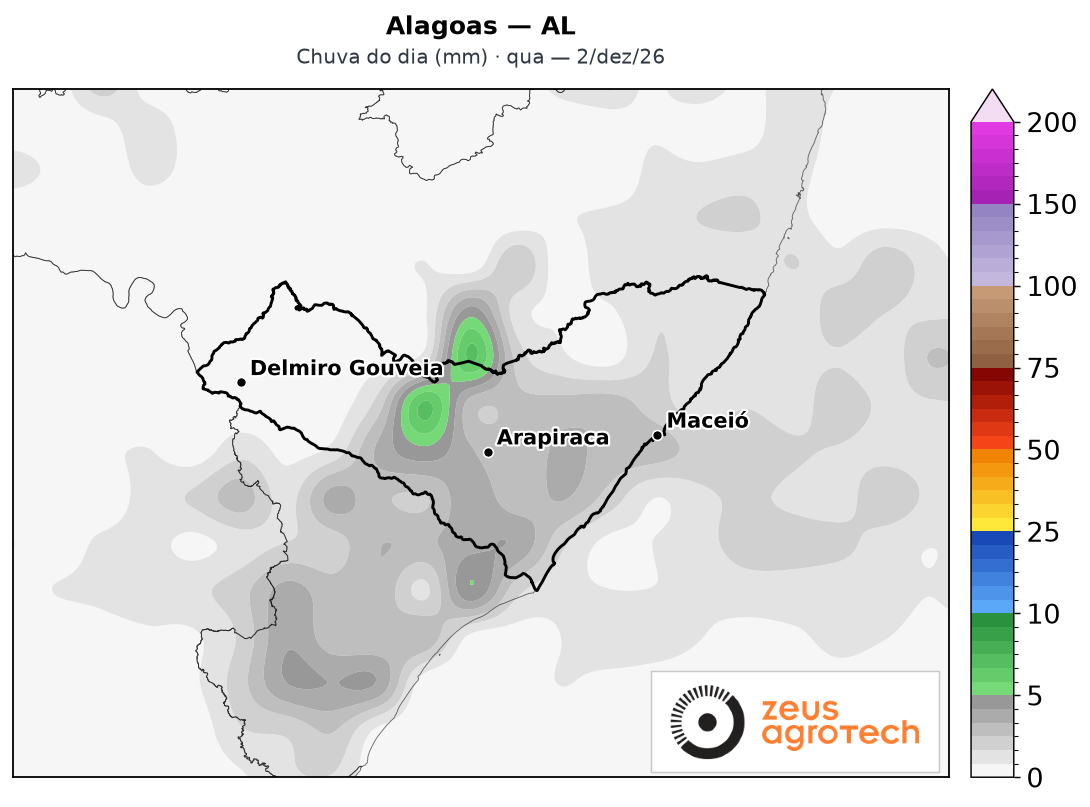 Alagoas — AL
Chuva do dia (mm) · qua — 2/dez/26
200
150
100
75
50
25
10
5
0
Delmiro Gouveia
Maceió
Arapiraca
zeus
agrotech